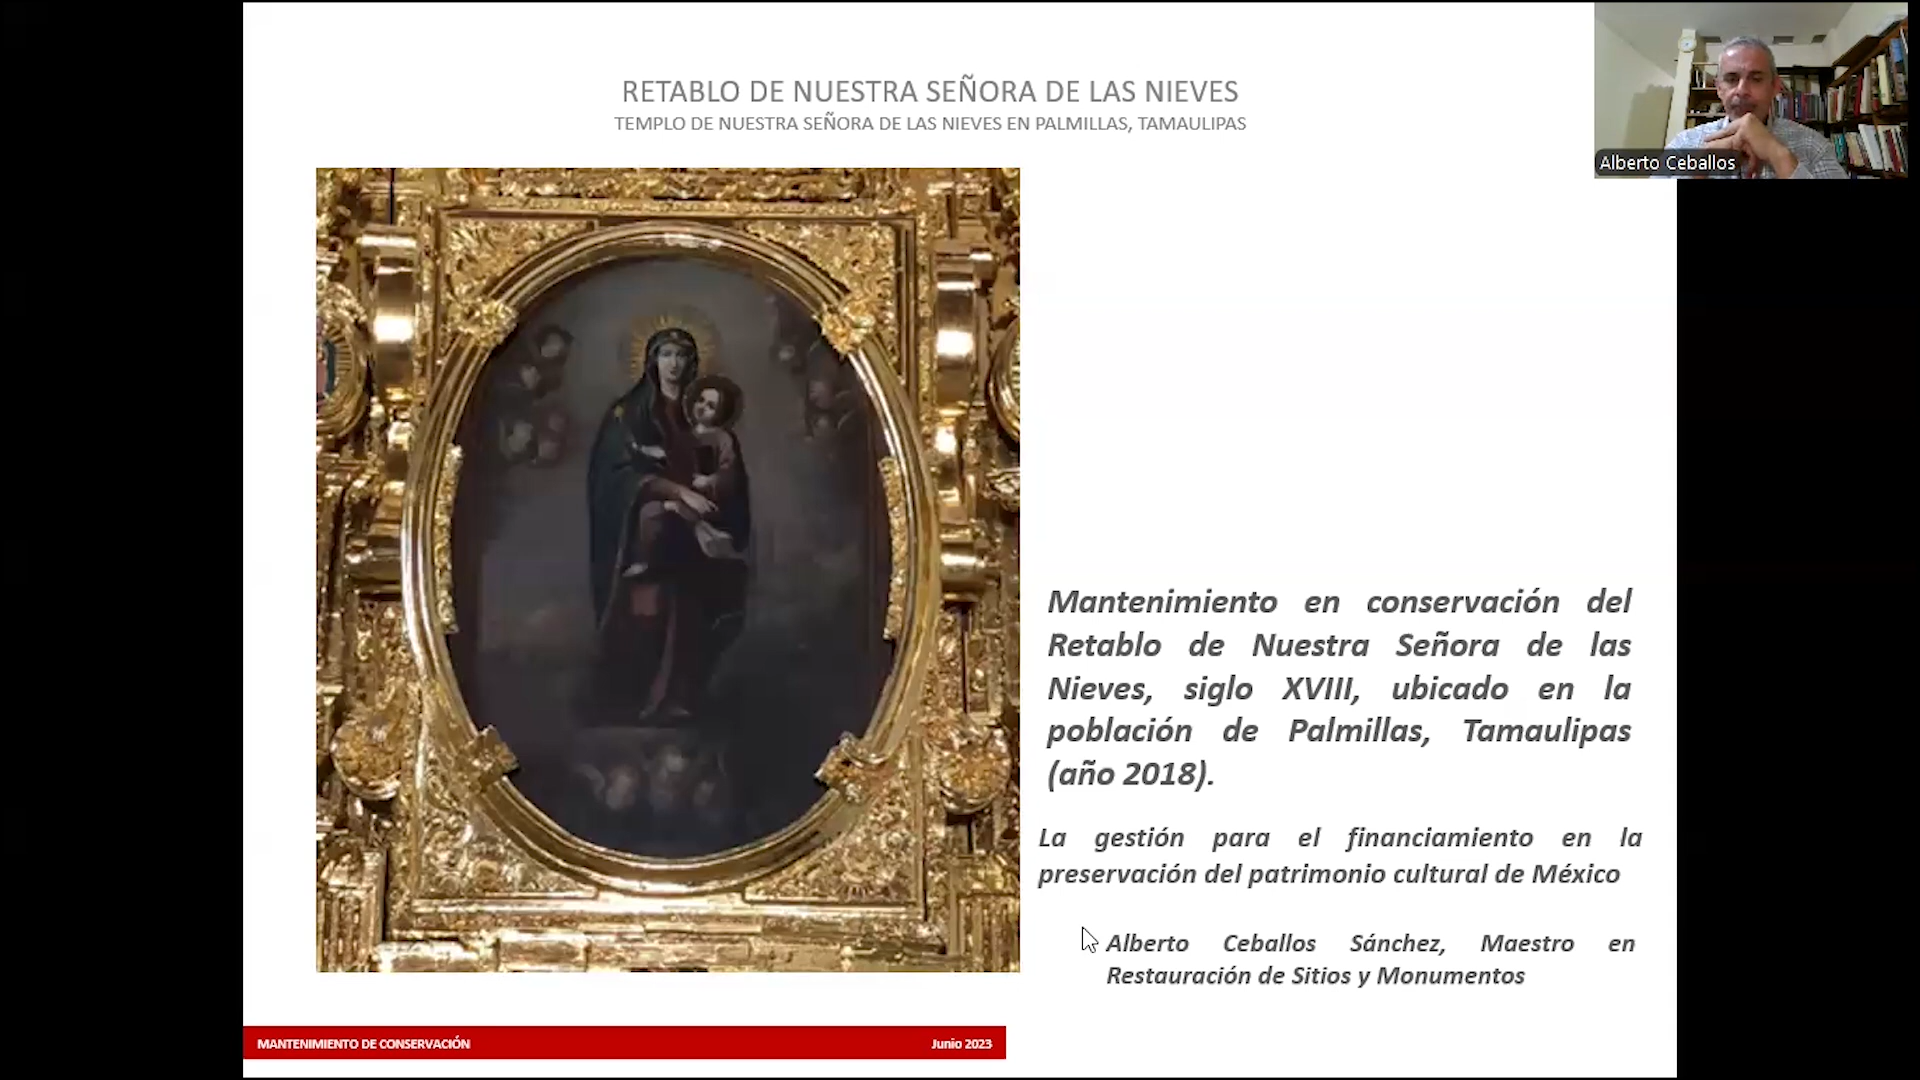 RETABLO DE NUESTRA SEÑORA DE LAS NIEVES
TEMPLO DE NUESTRA SEÑORA DE LAS NIEVES EN PALMILLAS, TAMAULIPAS
Alberto Ceballos
Mantenimiento en conservación del
Retablo de Nuestra Señora de las
Nieves, siglo XVIII, ubicado en la
población de Palmillas, Tamaulipas
(año 2018).
La gestión para el financiamiento en la
preservación del patrimonio cultural de México
Alberto Ceballos Sánchez, Maestro en
Restauración de Sitios y Monumentos
MANTENIMIENTO DE CONSERVACIÓN
Junio 2023